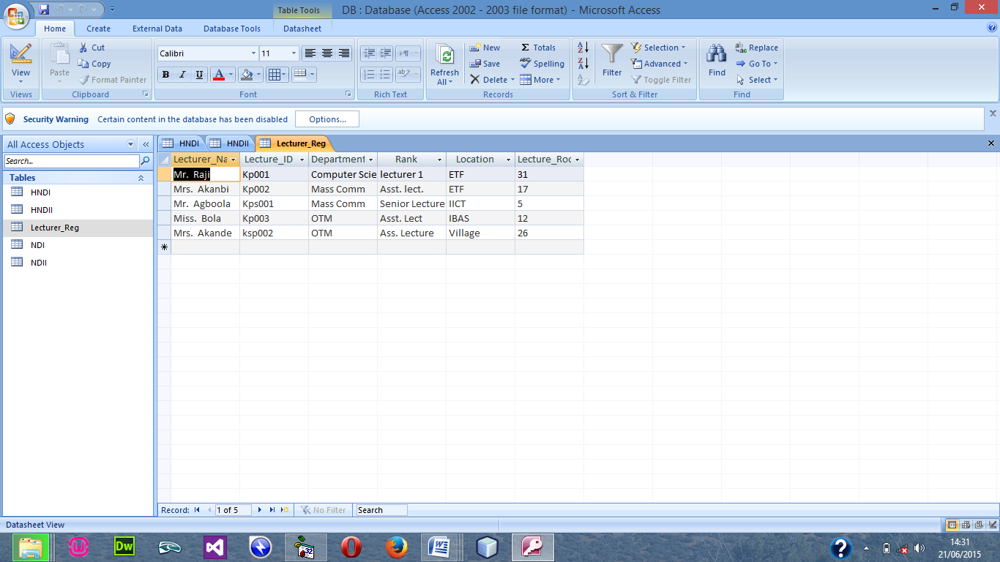 Table Tools
DB : Database (Access 2002 - 2003 file format) - Microsoft Access
Home Create External Data Database Tools Datasheet
View
Views
Paste
Cut
Copy
Format Painter
Clipboard
Calibri 11
B I U A
Font
Rich Text
Refresh All
New
Save
Delete
Totals
Spelling
More
Records
Filter
Selection
Advanced
Toggle Filter
Sort & Filter
Find
Replace
Go To
Select
Find
Security Warning Certain content in the database has been disabled Options...
All Access Objects
Search...
Tables
HNDI
HNDII
Lecturer_Reg
NDI
NDII
HNDI HNDII Lecturer_Reg
Lecturer_Na Lecture_ID Department Rank Location Lecture_Roo
Mr. Raji Kp001 Computer Scie lecturer 1 ETF 31
Mrs. Akanbi Kp002 Mass Comm Asst. lect. ETF 17
Mr. Agboola Kps001 Mass Comm Senior Lecture IICT 5
Miss. Bola Kp003 OTM Asst. Lect IBAS 12
Mrs. Akande ksp002 OTM Ass. Lecture Village 26
Record: 1 of 5 No Filter Search
Datasheet View
Dw
32
14:31
21/06/2015